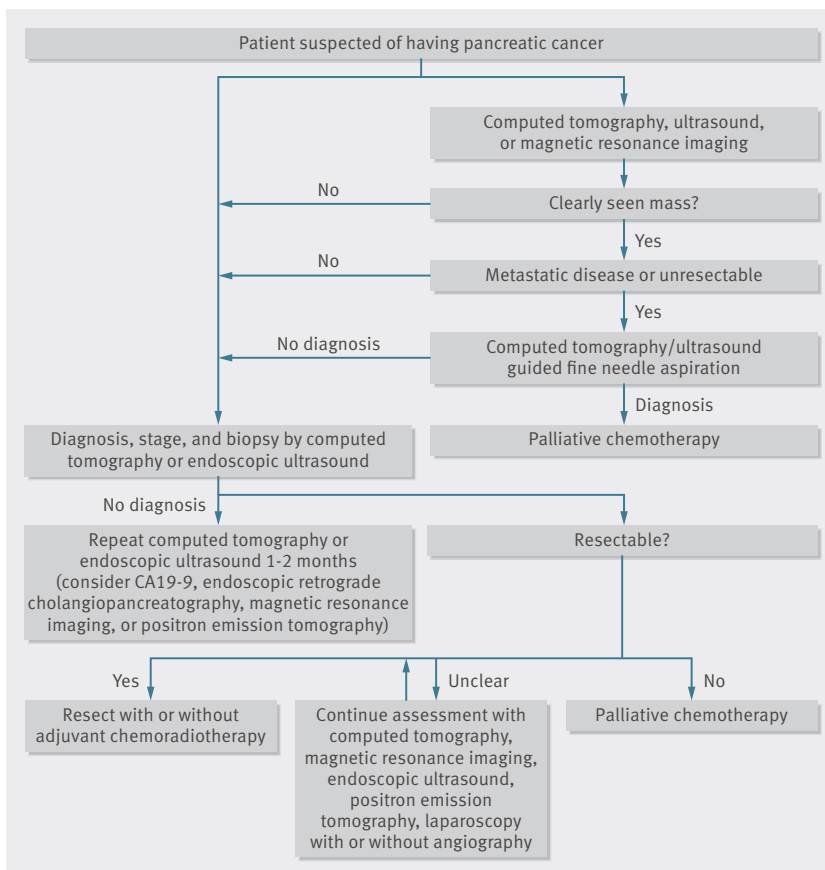 Patient suspected of having pancreatic cancer
Computed tomography, ultrasound,
or magnetic resonance imaging
No
Clearly seen mass?
Yes
No
Metastatic disease or unresectable
Yes
No diagnosis
Computed tomography/ultrasound
guided fine needle aspiration
Diagnosis
Diagnosis, stage, and biopsy by computed
tomography or endoscopic ultrasound
Palliative chemotherapy
No diagnosis
Repeat computed tomography or
endoscopic ultrasound 1-2 months
(consider CA19-9, endoscopic retrograde
cholangiopancreatography, magnetic resonance
imaging, or positron emission tomography)
Resectable?
Yes
Unclear
No
Resect with or without
adjuvant chemoradiotherapy
Continue assessment with
computed tomography,
magnetic resonance imaging,
endoscopic ultrasound,
positron emission
tomography, laparoscopy
with or without angiography
Palliative chemotherapy